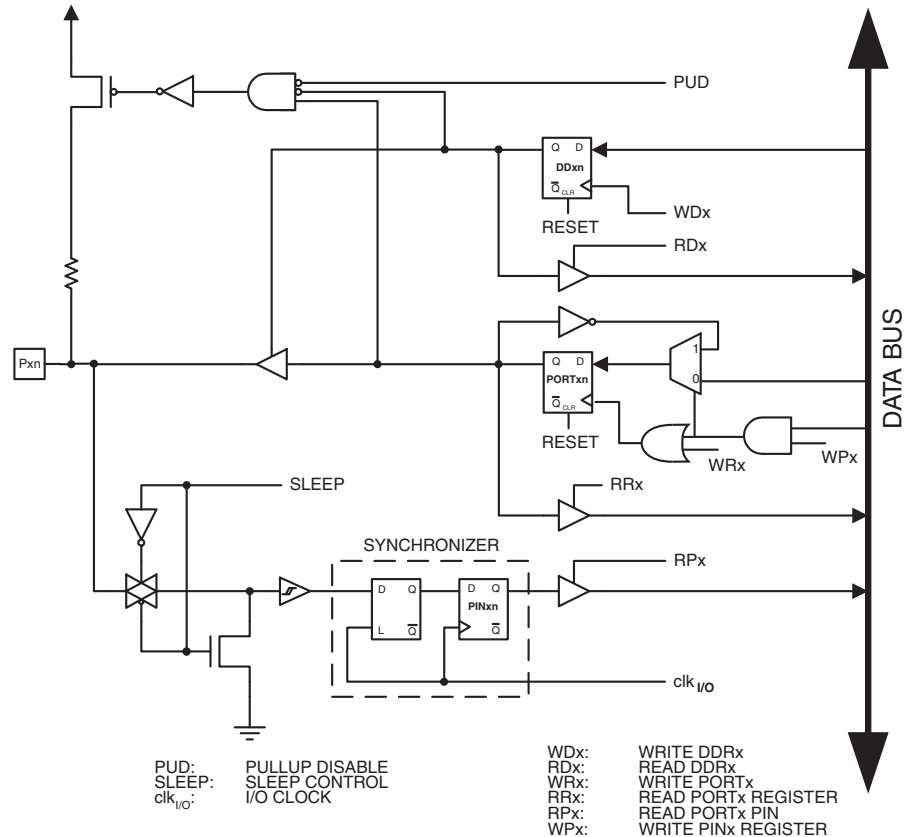 PUD
Q D
DDxn
Q CLR
WDx
RESET
RDx
Pxn
1
Q D
PORTxn
0
Q CLR
RESET
WRx
WPx
DATA BUS
SLEEP
RRx
SYNCHRONIZER
RPx
D Q
D Q
PINxn
L Q
Q
clk I/O
PUD: PULLUP DISABLE
SLEEP: SLEEP CONTROL
clkI/O: I/O CLOCK
WDx: WRITE DDRx
RDx: READ DDRx
WRx: WRITE PORTx
RRx: READ PORTx REGISTER
RPx: READ PORTx PIN
WPx: WRITE PINx REGISTER